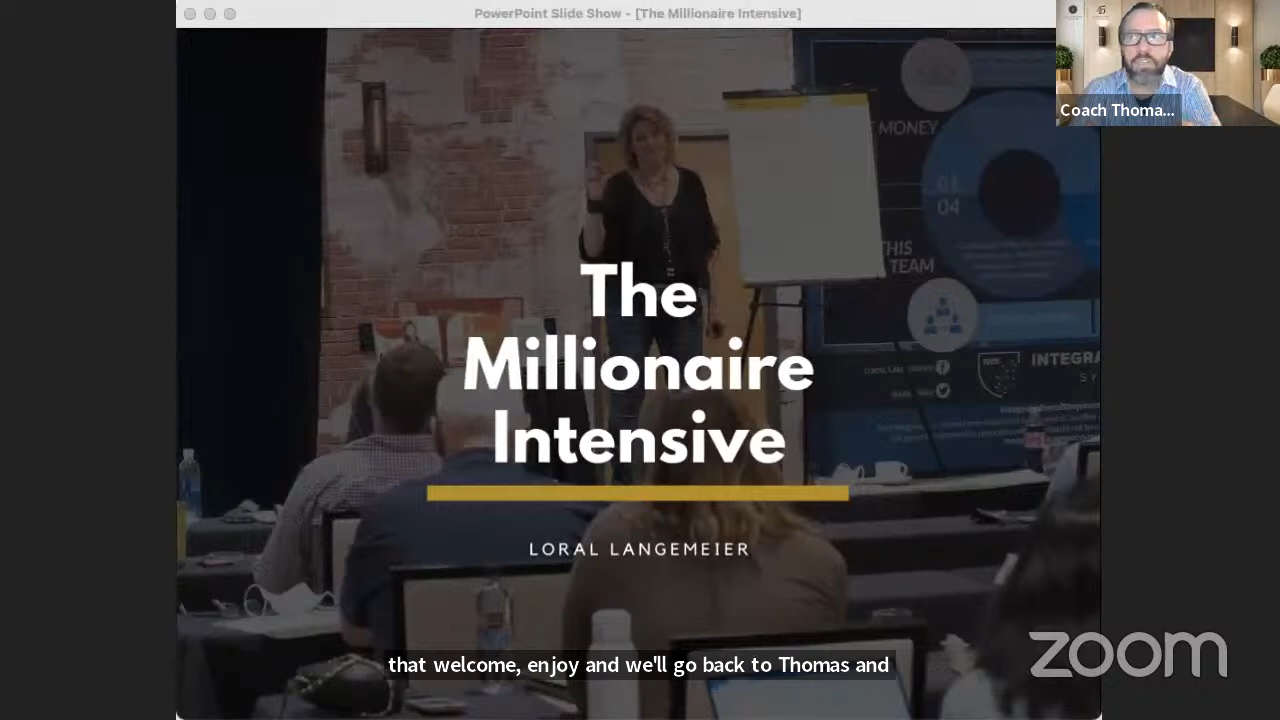 PowerPoint Slide Show - [The Millionaire Intensive]
Coach Thoma...
MONEY
04
THIS
TEAM
INTEGRA
The
Millionaire
Intensive
LORAL LANGEMEIER
that welcome, enjoy and we'll go back to Thomas and
zoom